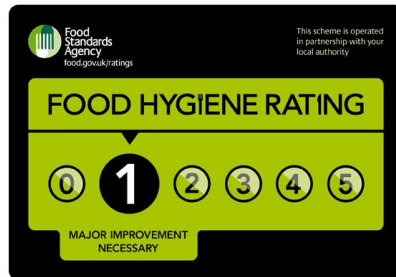 Food
Standards
Agency
food.gov.uk/ratings
This scheme is operated
in partnership with your
local authority
FOOD HYGIENE RATING
0 1 2 3 4 5
MAJOR IMPROVEMENT
NECESSARY